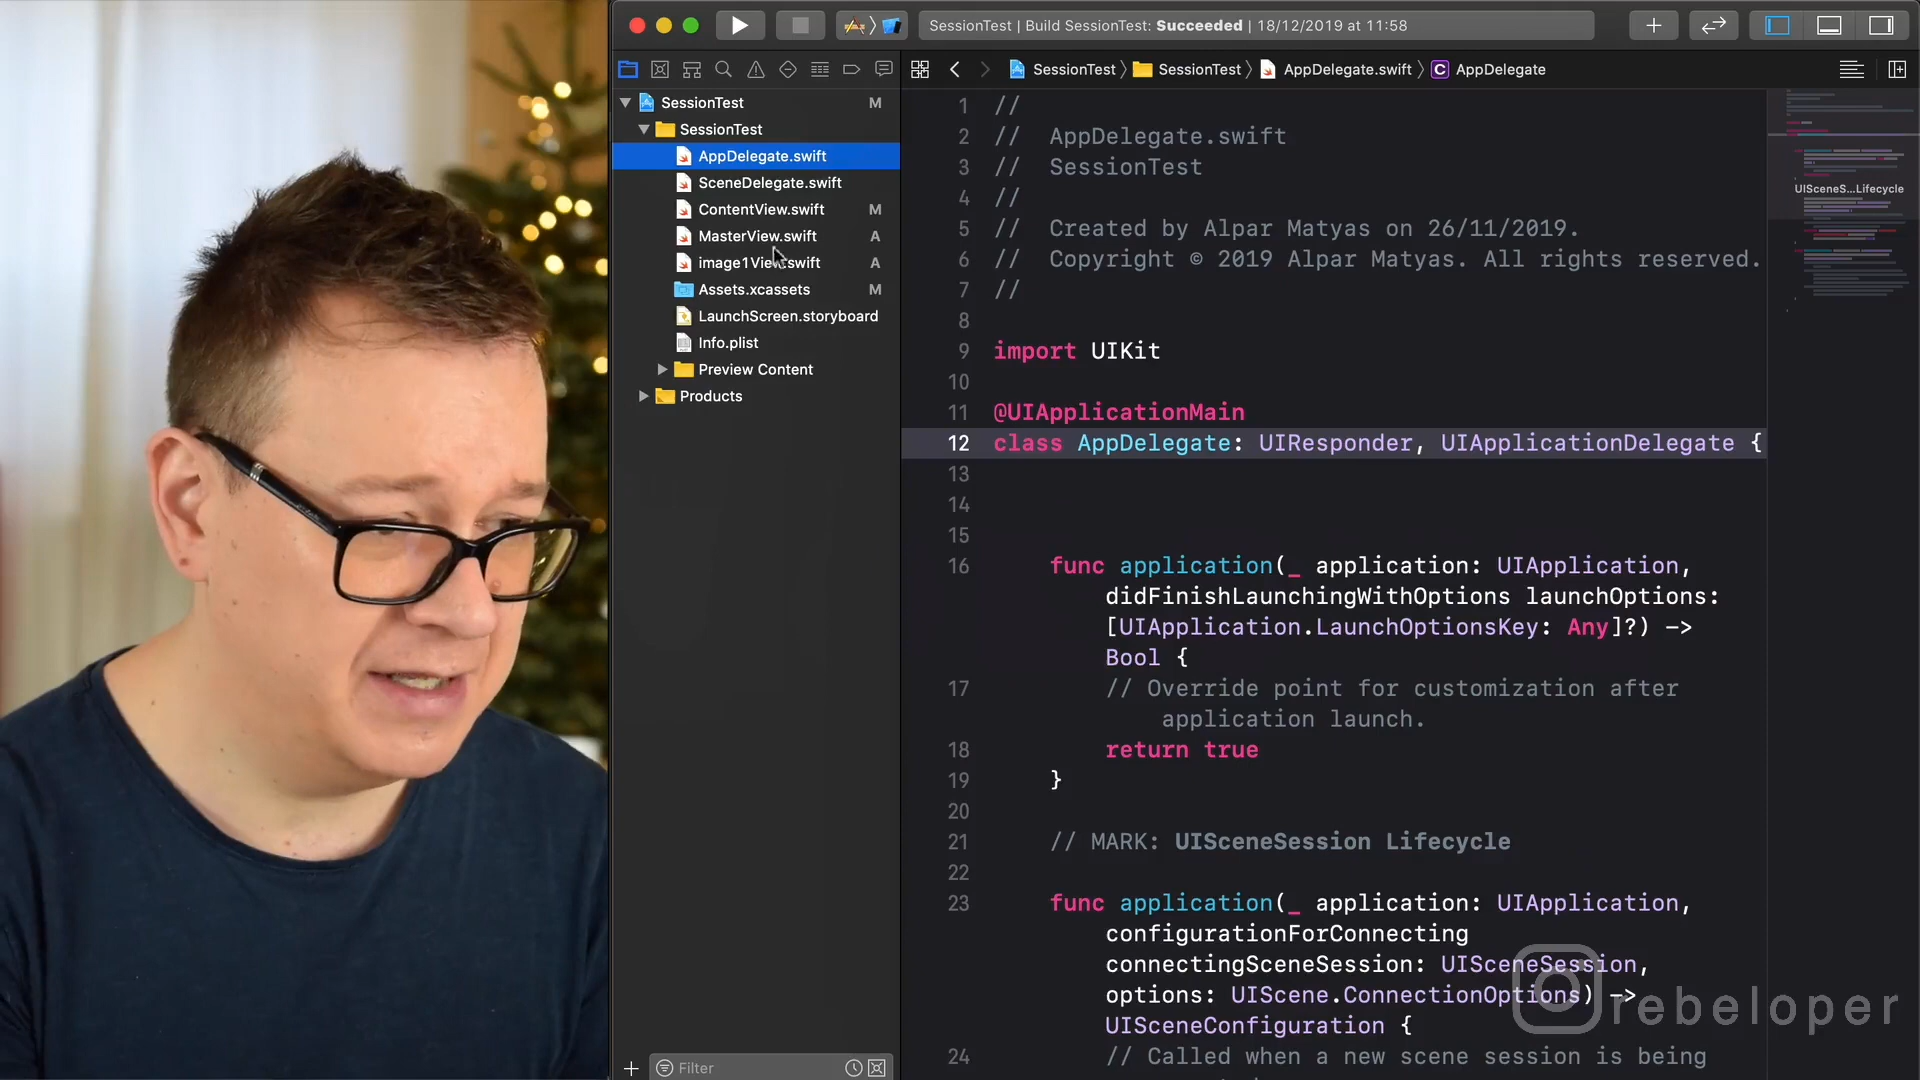 SessionTest | Build SessionTest: Succeeded | 18/12/2019 at 11:58
SessionTest SessionTest AppDelegate.swift C AppDelegate
SessionTest M
SessionTest
AppDelegate.swift
SceneDelegate.swift
ContentView.swift M
MasterView.swift A
image1View.swift A
Assets.xcassets M
LaunchScreen.storyboard
Info.plist
Preview Content
Products
Filter
1 //
2 // AppDelegate.swift
3 // SessionTest
4 //
5 // Created by Alpar Matyas on 26/11/2019.
6 // Copyright © 2019 Alpar Matyas. All rights reserved.
7 //
8
9 import UIKit
10
11 @UIApplicationMain
12 class AppDelegate: UIResponder, UIApplicationDelegate {
13
14
15
16 func application(_ application: UIApplication,
didFinishLaunchingWithOptions launchOptions:
[UIApplication.LaunchOptionsKey: Any]?) ->
Bool {
17 // Override point for customization after
application launch.
18 return true
19 }
20
21 // MARK: UISceneSession Lifecycle
22
23 func application(_ application: UIApplication,
configurationForConnecting
connectingSceneSession: UISceneSession,
options: UIScene.ConnectionOptions) ->
UISceneConfiguration {
24 // Called when a new scene session is being
UISceneS...Lifecycle
rebeloper